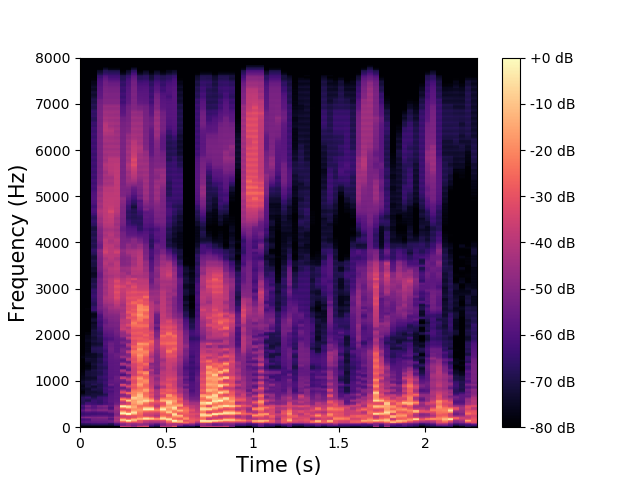 8000
7000
6000
5000
4000
3000
2000
1000
0
Frequency (Hz)
0 0.5 1 1.5 2
Time (s)
+0 dB
-10 dB
-20 dB
-30 dB
-40 dB
-50 dB
-60 dB
-70 dB
-80 dB